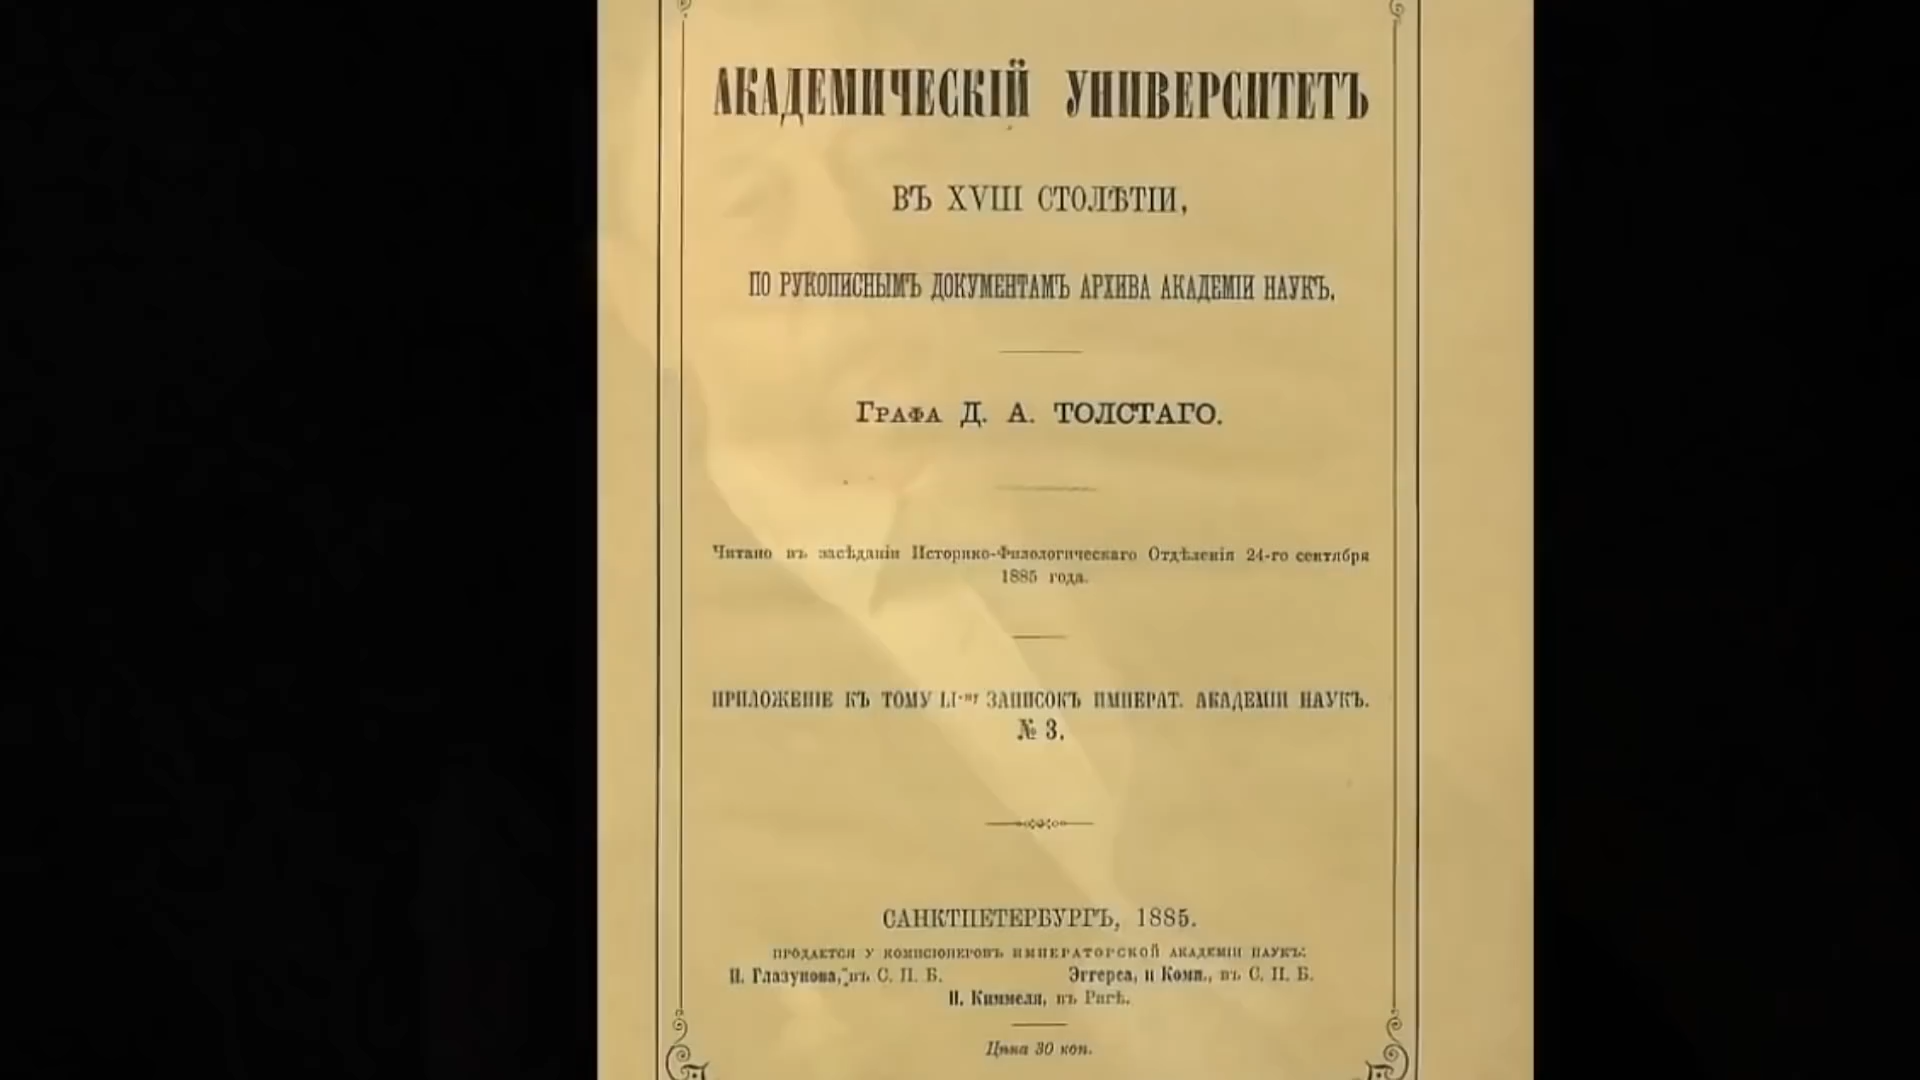 АКАДЕМИЧЕСКІЙ УНИВЕРСИТЕТЪ
ВЪ XVIII СТОЛѢТІИ,
ПО РУКОПИСНЫМЪ ДОКУМЕНТАМЪ АРХИВА АКАДЕМІИ НАУКЪ.
ГРАФА Д. А. ТОЛСТАГО.
Читано въ засѣданіи Историко-Филологическаго Отдѣленія 24-го сентября
1885 года.
ПРИЛОЖЕНІЕ КЪ ТОМУ LI-му ЗАПИСОКЪ ИМПЕРАТ. АКАДЕМІИ НАУКЪ.
№ 3.
САНКТПЕТЕРБУРГЪ, 1885.
ПРОДАЕТСЯ У КОМИСІОНЕРОВЪ ИМПЕРАТОРСКОЙ АКАДЕМІИ НАУКЪ:
И. Глазунова, въ С. П. Б. Эггерса, и Комп., въ С. П. Б.
Н. Киммеля, въ Ригѣ.
Цѣна 30 коп.